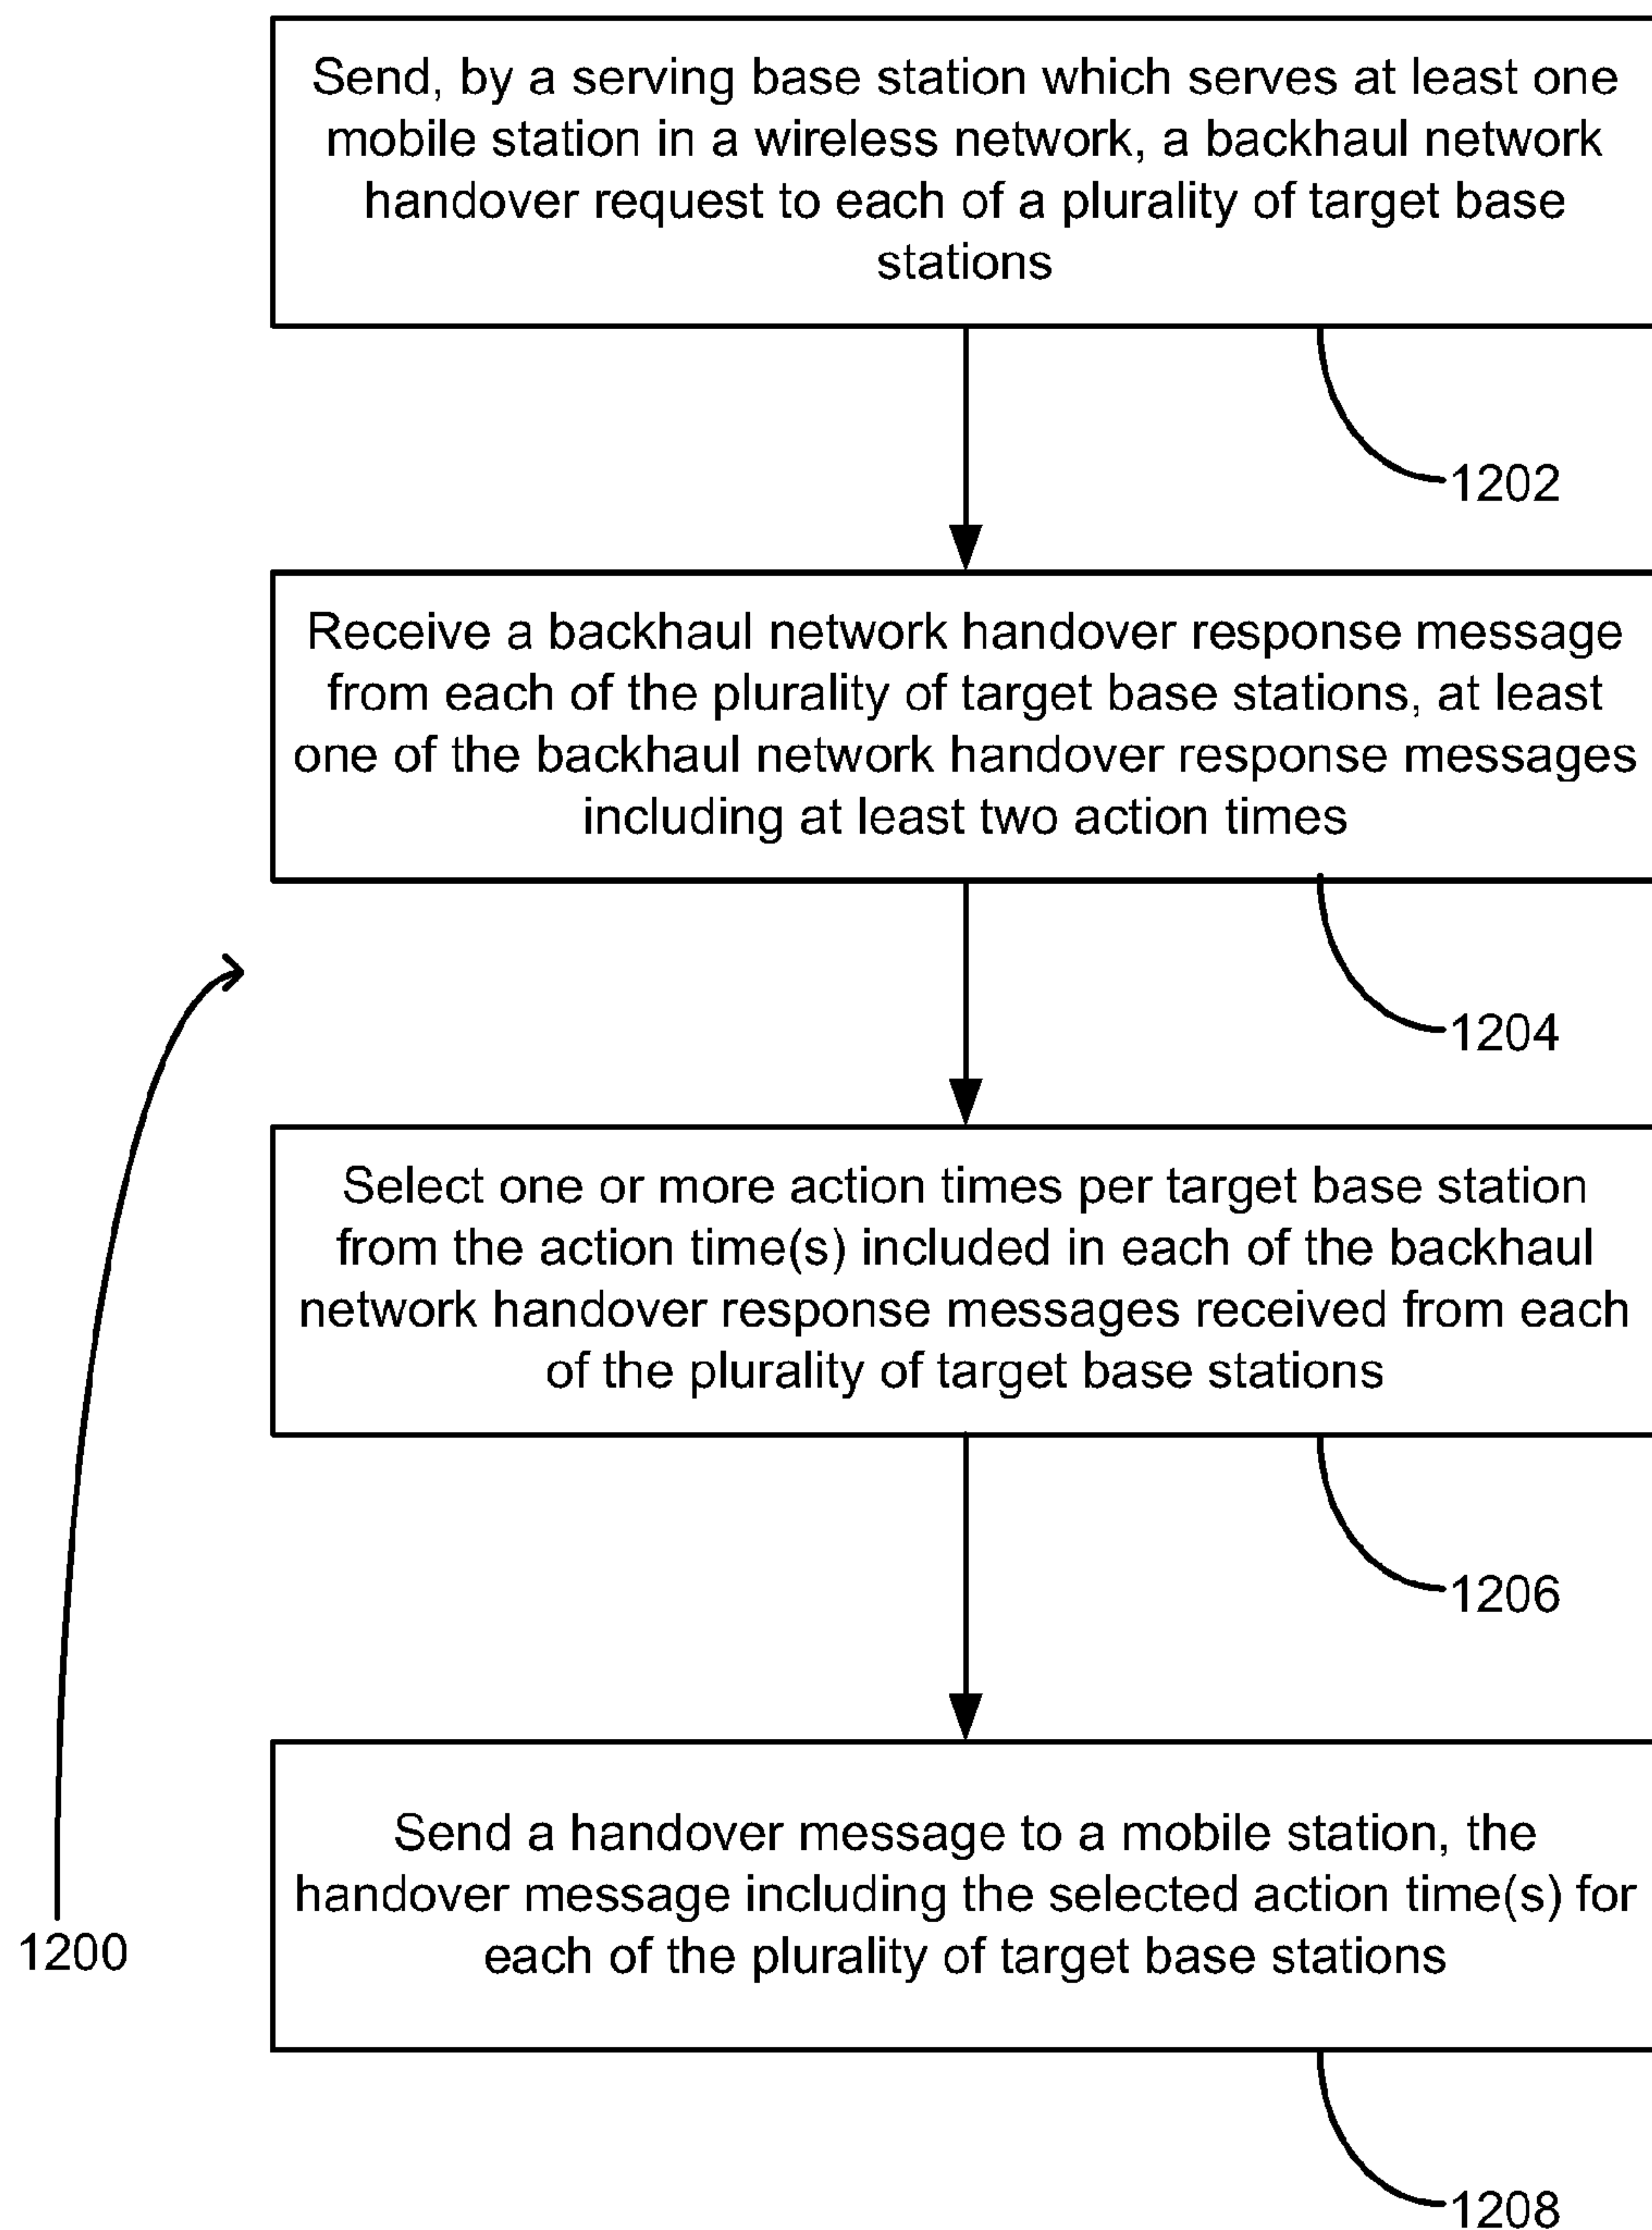 Send, by a serving base station which serves at least one
mobile station in a wireless network, a backhaul network
handover request to each of a plurality of target base
stations
1202
Receive a backhaul network handover response message
from each of the plurality of target base stations, at least
one of the backhaul network handover response messages
including at least two action times
1204
Select one or more action times per target base station
from the action time(s) included in each of the backhaul
network handover response messages received from each
of the plurality of target base stations
1206
Send a handover message to a mobile station, the
handover message including the selected action time(s) for
each of the plurality of target base stations
1200
1208